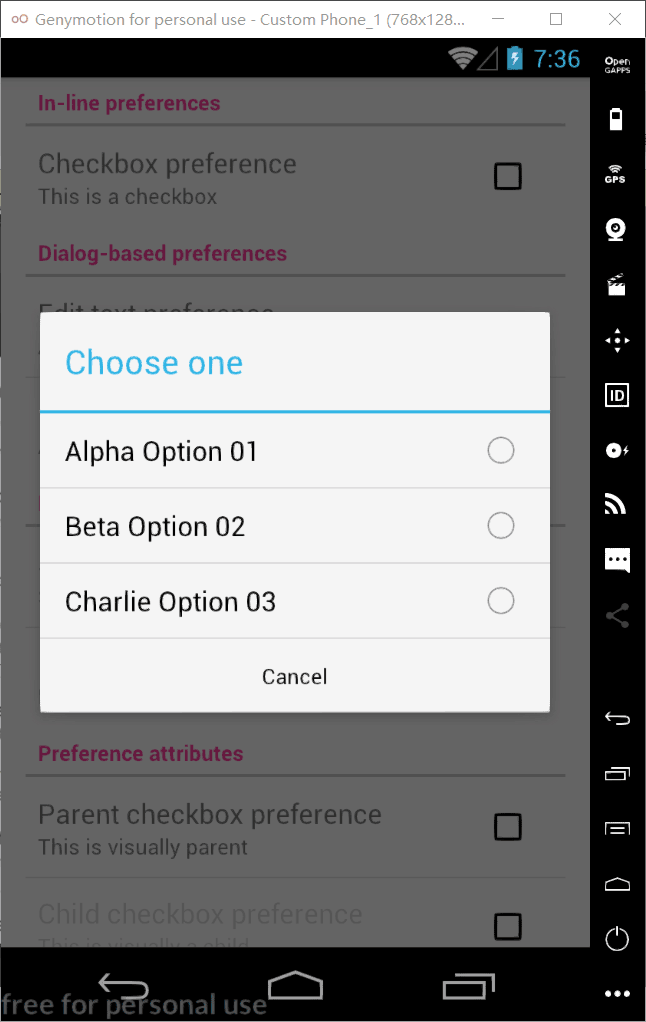 Genymotion for personal use - Custom Phone_1 (768x128...
7:36
Open
GAPPS
In-line preferences
Checkbox preference
This is a checkbox
GPS
Dialog-based preferences
Edit text preference
Choose one
ID
Alpha Option 01
Beta Option 02
Charlie Option 03
Cancel
Preference attributes
Parent checkbox preference
This is visually parent
Child checkbox preference
This is visually a child
free for personal use